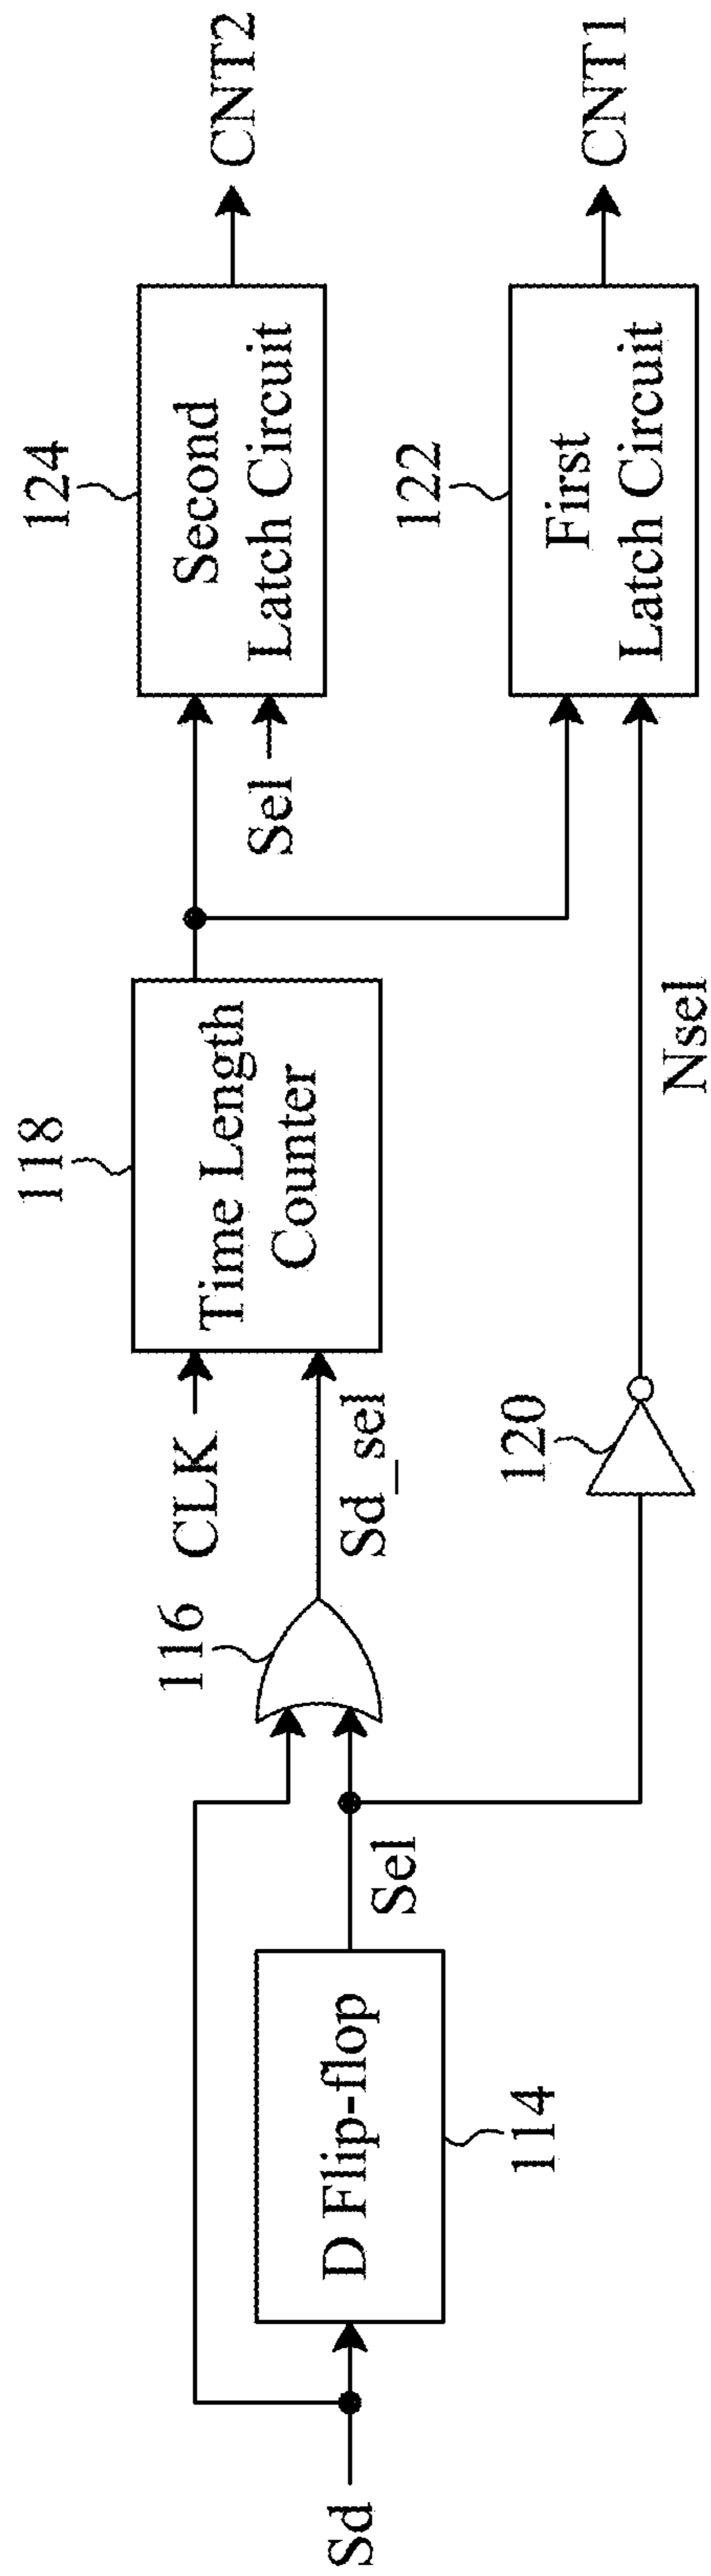 Sd
D Flip-flop
114
Sel
116
Sd_sel
CLK
118
Time Length
Counter
120
Nsel
Sel
124
Second
Latch Circuit
CNT2
122
First
Latch Circuit
CNT1